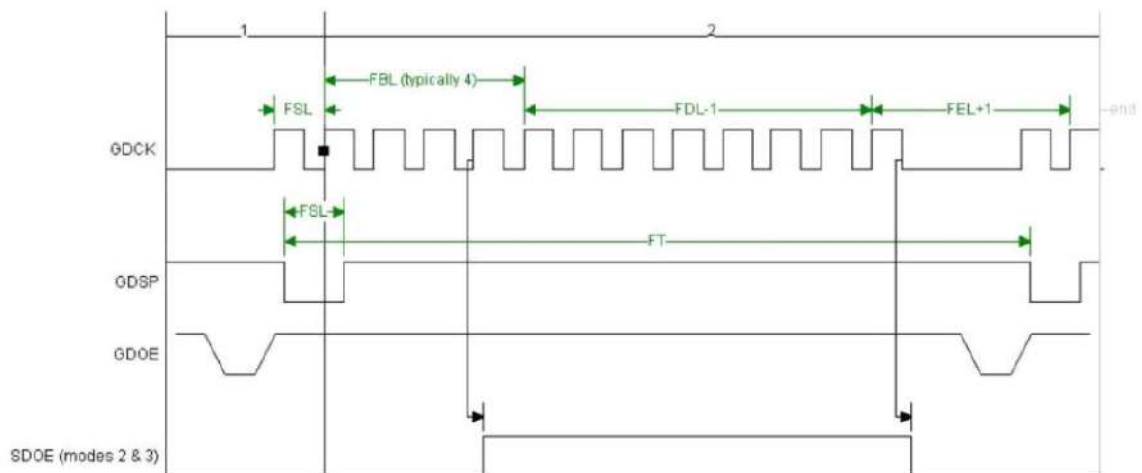 1 2
FBL (typically 4)
FSL FDL-1 FEL+1 end
GDCK
FSL
FT
GDSP
GDOE
SDOE (modes 2 & 3)